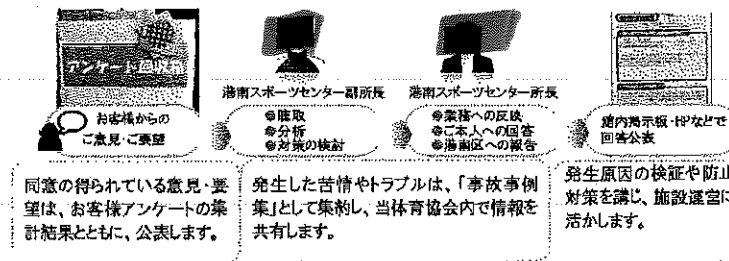 アンケート回収箱
お客様からの
ご意見・ご要望
港南スポーツセンター副所長
◎聴取
◎分析
◎対策の検討
港南スポーツセンター所長
◎業務への反映
◎ご本人への回答
◎港南区への報告
館内掲示板・HPなどで
回答公表
同意の得られている意見・要
望は、お客様アンケートの集
計結果とともに、公表します。
発生した苦情やトラブルは、「事故事例
集」として集約し、当体育協会内で情報を
共有します。
発生原因の検証や防止
対策を講じ、施設運営に
活かします。